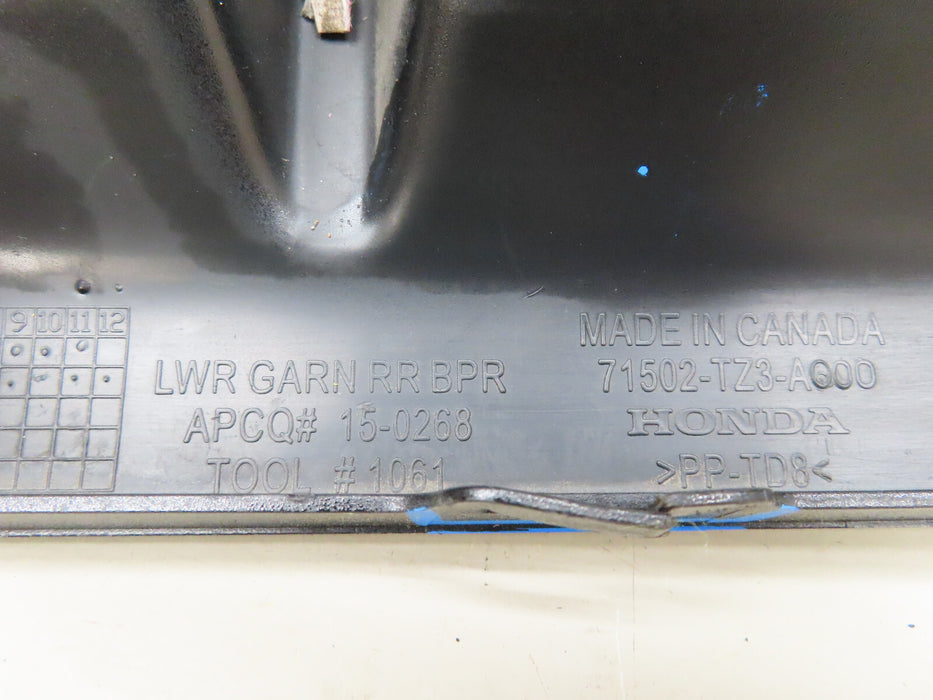 9 10 11 12
LWR GARN RR BPR
APCQ# 15-0268
TOOL # 1061
MADE IN CANADA
71502-TZ3-A000
HONDA
>PP-TD8<